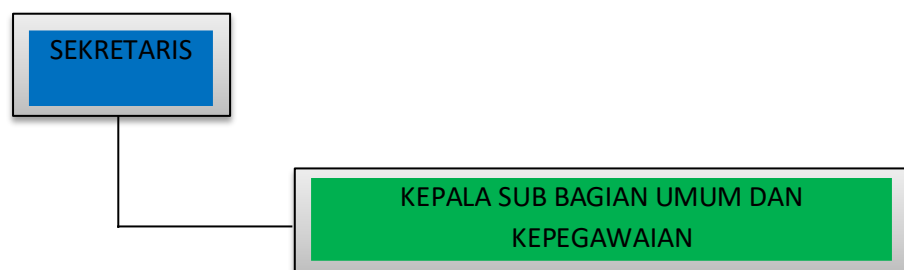 SEKRETARIS
KEPALA SUB BAGIAN UMUM DAN
KEPEGAWAIAN